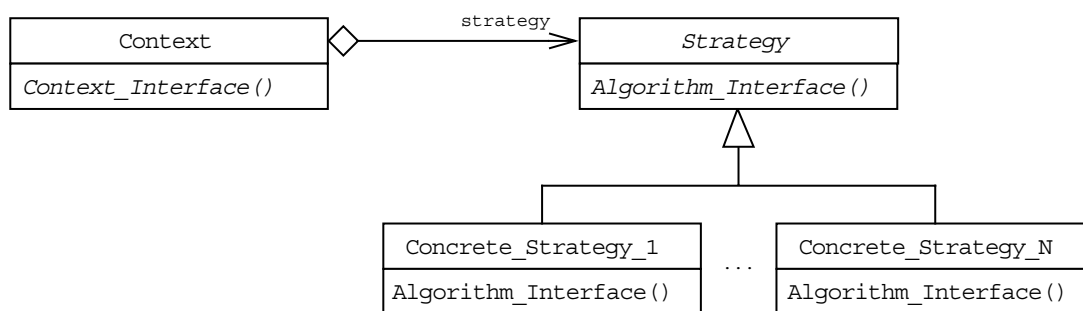 strategy
Context
Strategy
Context_Interface()
Algorithm_Interface()
Concrete_Strategy_1
...
Concrete_Strategy_N
Algorithm_Interface()
Algorithm_Interface()